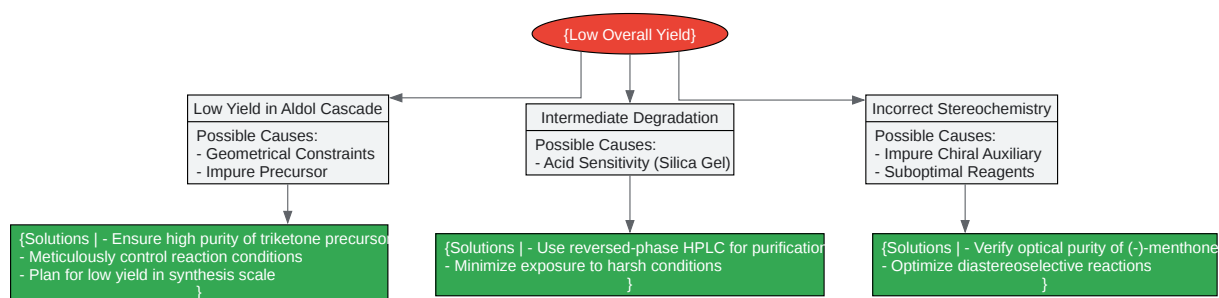 {Low Overall Yield}
Low Yield in Aldol Cascade
Possible Causes:
- Geometrical Constraints
- Impure Precursor
Intermediate Degradation
Possible Causes:
- Acid Sensitivity (Silica Gel)
Incorrect Stereochemistry
Possible Causes:
- Impure Chiral Auxiliary
- Suboptimal Reagents
{Solutions | - Ensure high purity of triketone precursor
- Meticulously control reaction conditions
- Plan for low yield in synthesis scale
}
{Solutions | - Use reversed-phase HPLC for purification
- Minimize exposure to harsh conditions
}
{Solutions | - Verify optical purity of (-)-menthone
- Optimize diastereoselective reactions
}